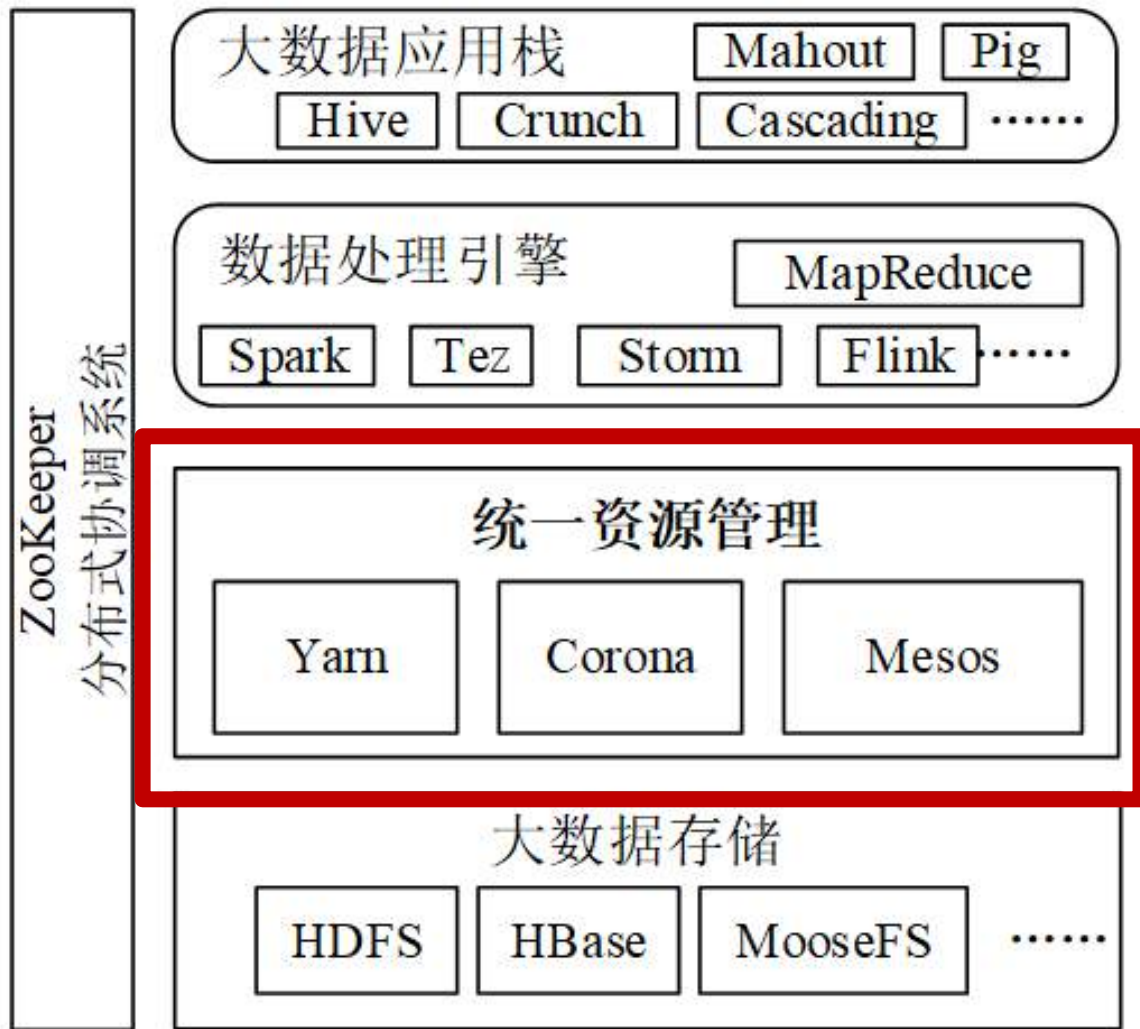 ZooKeeper
分布式协调系统
大数据应用栈 Mahout Pig
Hive Crunch Cascading ……
数据处理引擎 MapReduce
Spark Tez Storm Flink ……
统一资源管理
Yarn Corona Mesos
大数据存储
HDFS HBase MooseFS ……